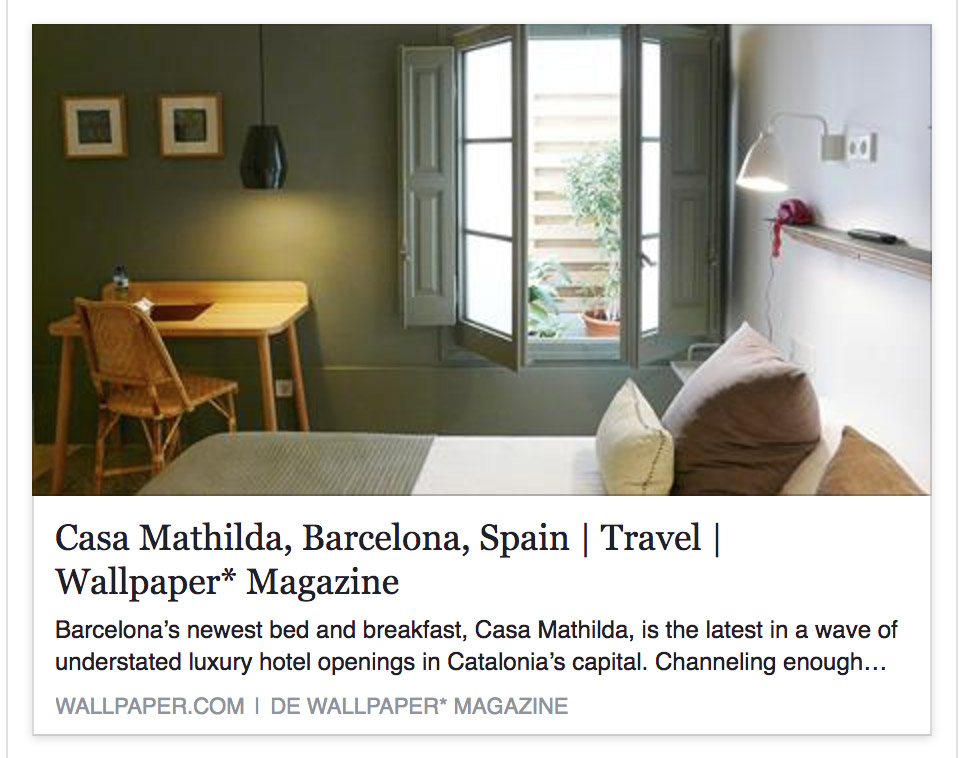 Casa Mathilda, Barcelona, Spain | Travel |
Wallpaper* Magazine
Barcelona’s newest bed and breakfast, Casa Mathilda, is the latest in a wave of
understated luxury hotel openings in Catalonia’s capital. Channeling enough…
WALLPAPER.COM | DE WALLPAPER* MAGAZINE